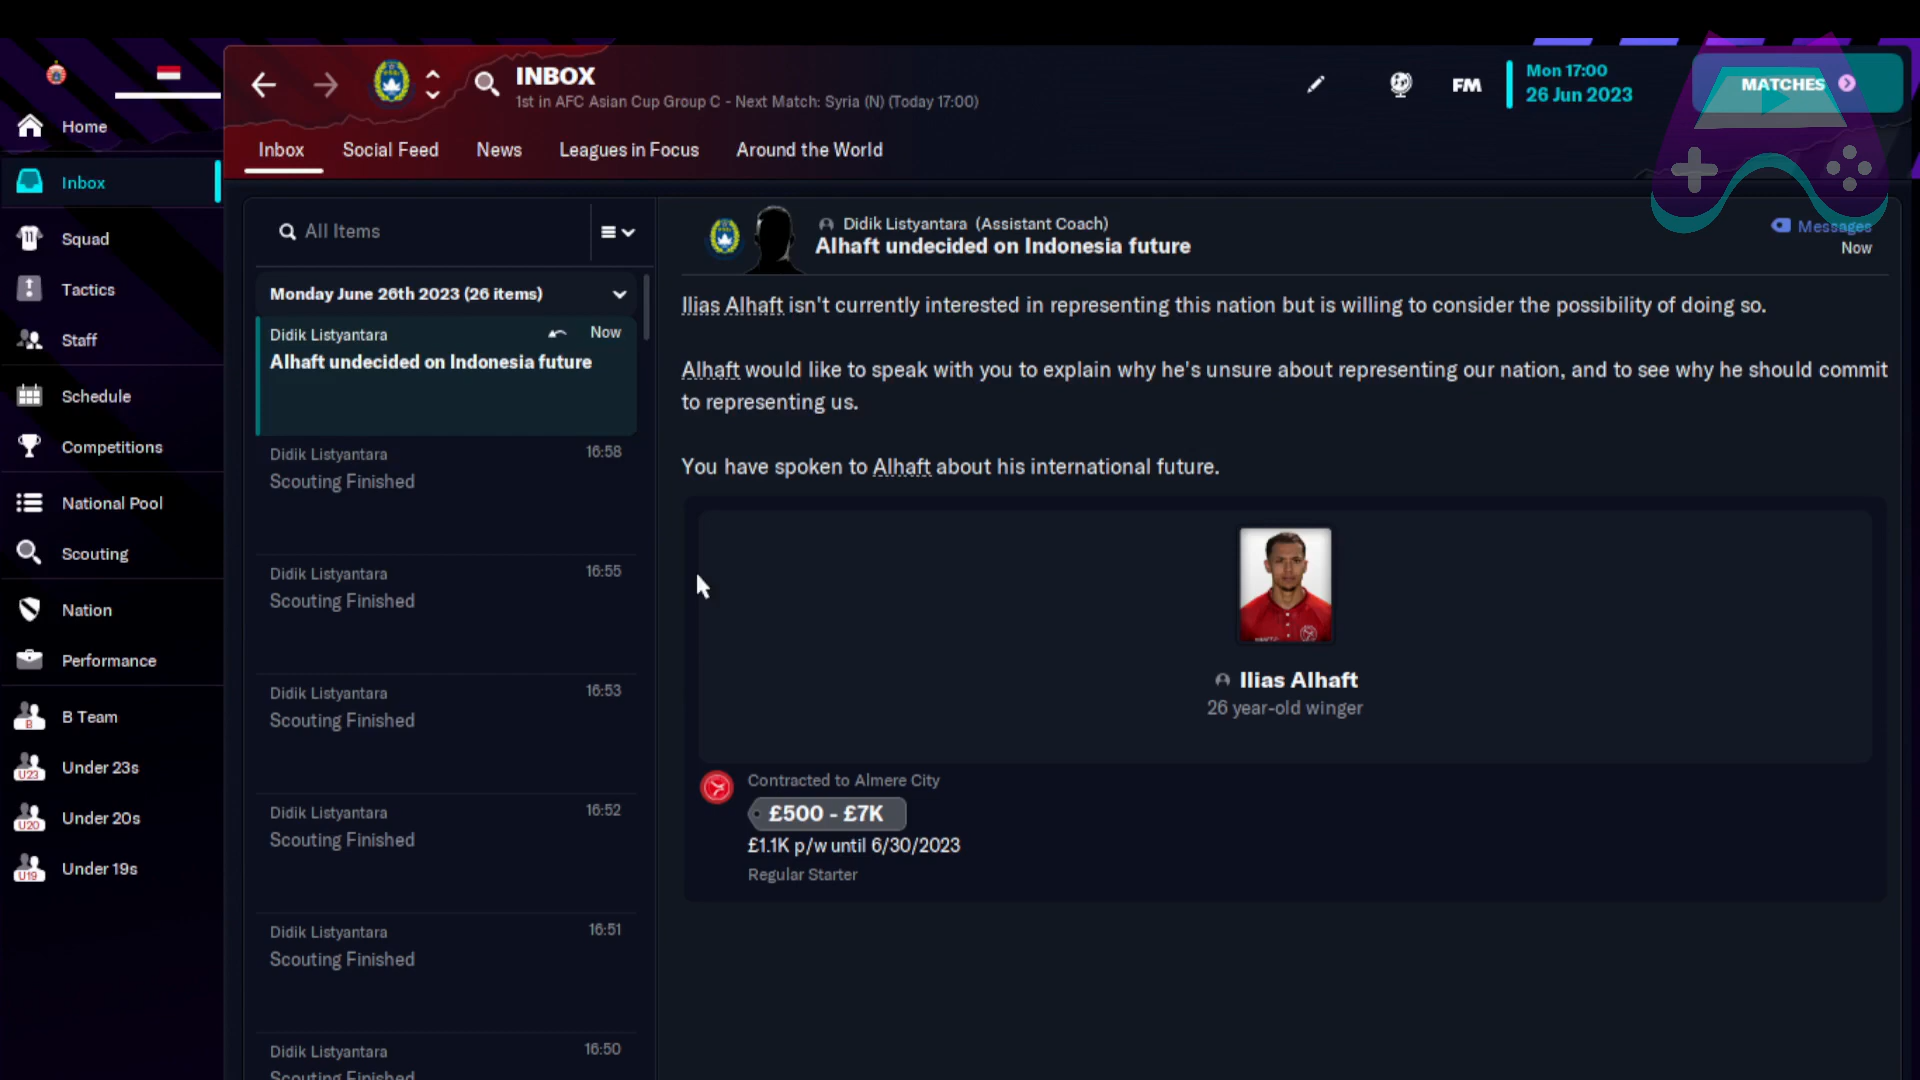 INBOX
1st in AFC Asian Cup Group C - Next Match: Syria (N) (Today 17:00)
FM
Mon 17:00
26 Jun 2023
MATCHES
Home
Inbox
Squad
Tactics
Staff
Schedule
Competitions
National Pool
Scouting
Nation
Performance
B
B Team
U23
Under 23s
U20
Under 20s
U19
Under 19s
Inbox
Social Feed
News
Leagues in Focus
Around the World
All Items
Monday June 26th 2023 (26 items)
Didik Listyantara
Now
Alhaft undecided on Indonesia future
Didik Listyantara
16:58
Scouting Finished
Didik Listyantara
16:55
Scouting Finished
Didik Listyantara
16:53
Scouting Finished
Didik Listyantara
16:52
Scouting Finished
Didik Listyantara
16:51
Scouting Finished
Didik Listyantara
16:50
Scouting Finished
Didik Listyantara (Assistant Coach)
Alhaft undecided on Indonesia future
Messages
Now
Ilias Alhaft isn't currently interested in representing this nation but is willing to consider the possibility of doing so.
Alhaft would like to speak with you to explain why he's unsure about representing our nation, and to see why he should commit
to representing us.
You have spoken to Alhaft about his international future.
Ilias Alhaft
26 year-old winger
Contracted to Almere City
£500 - £7K
£1.1K p/w until 6/30/2023
Regular Starter